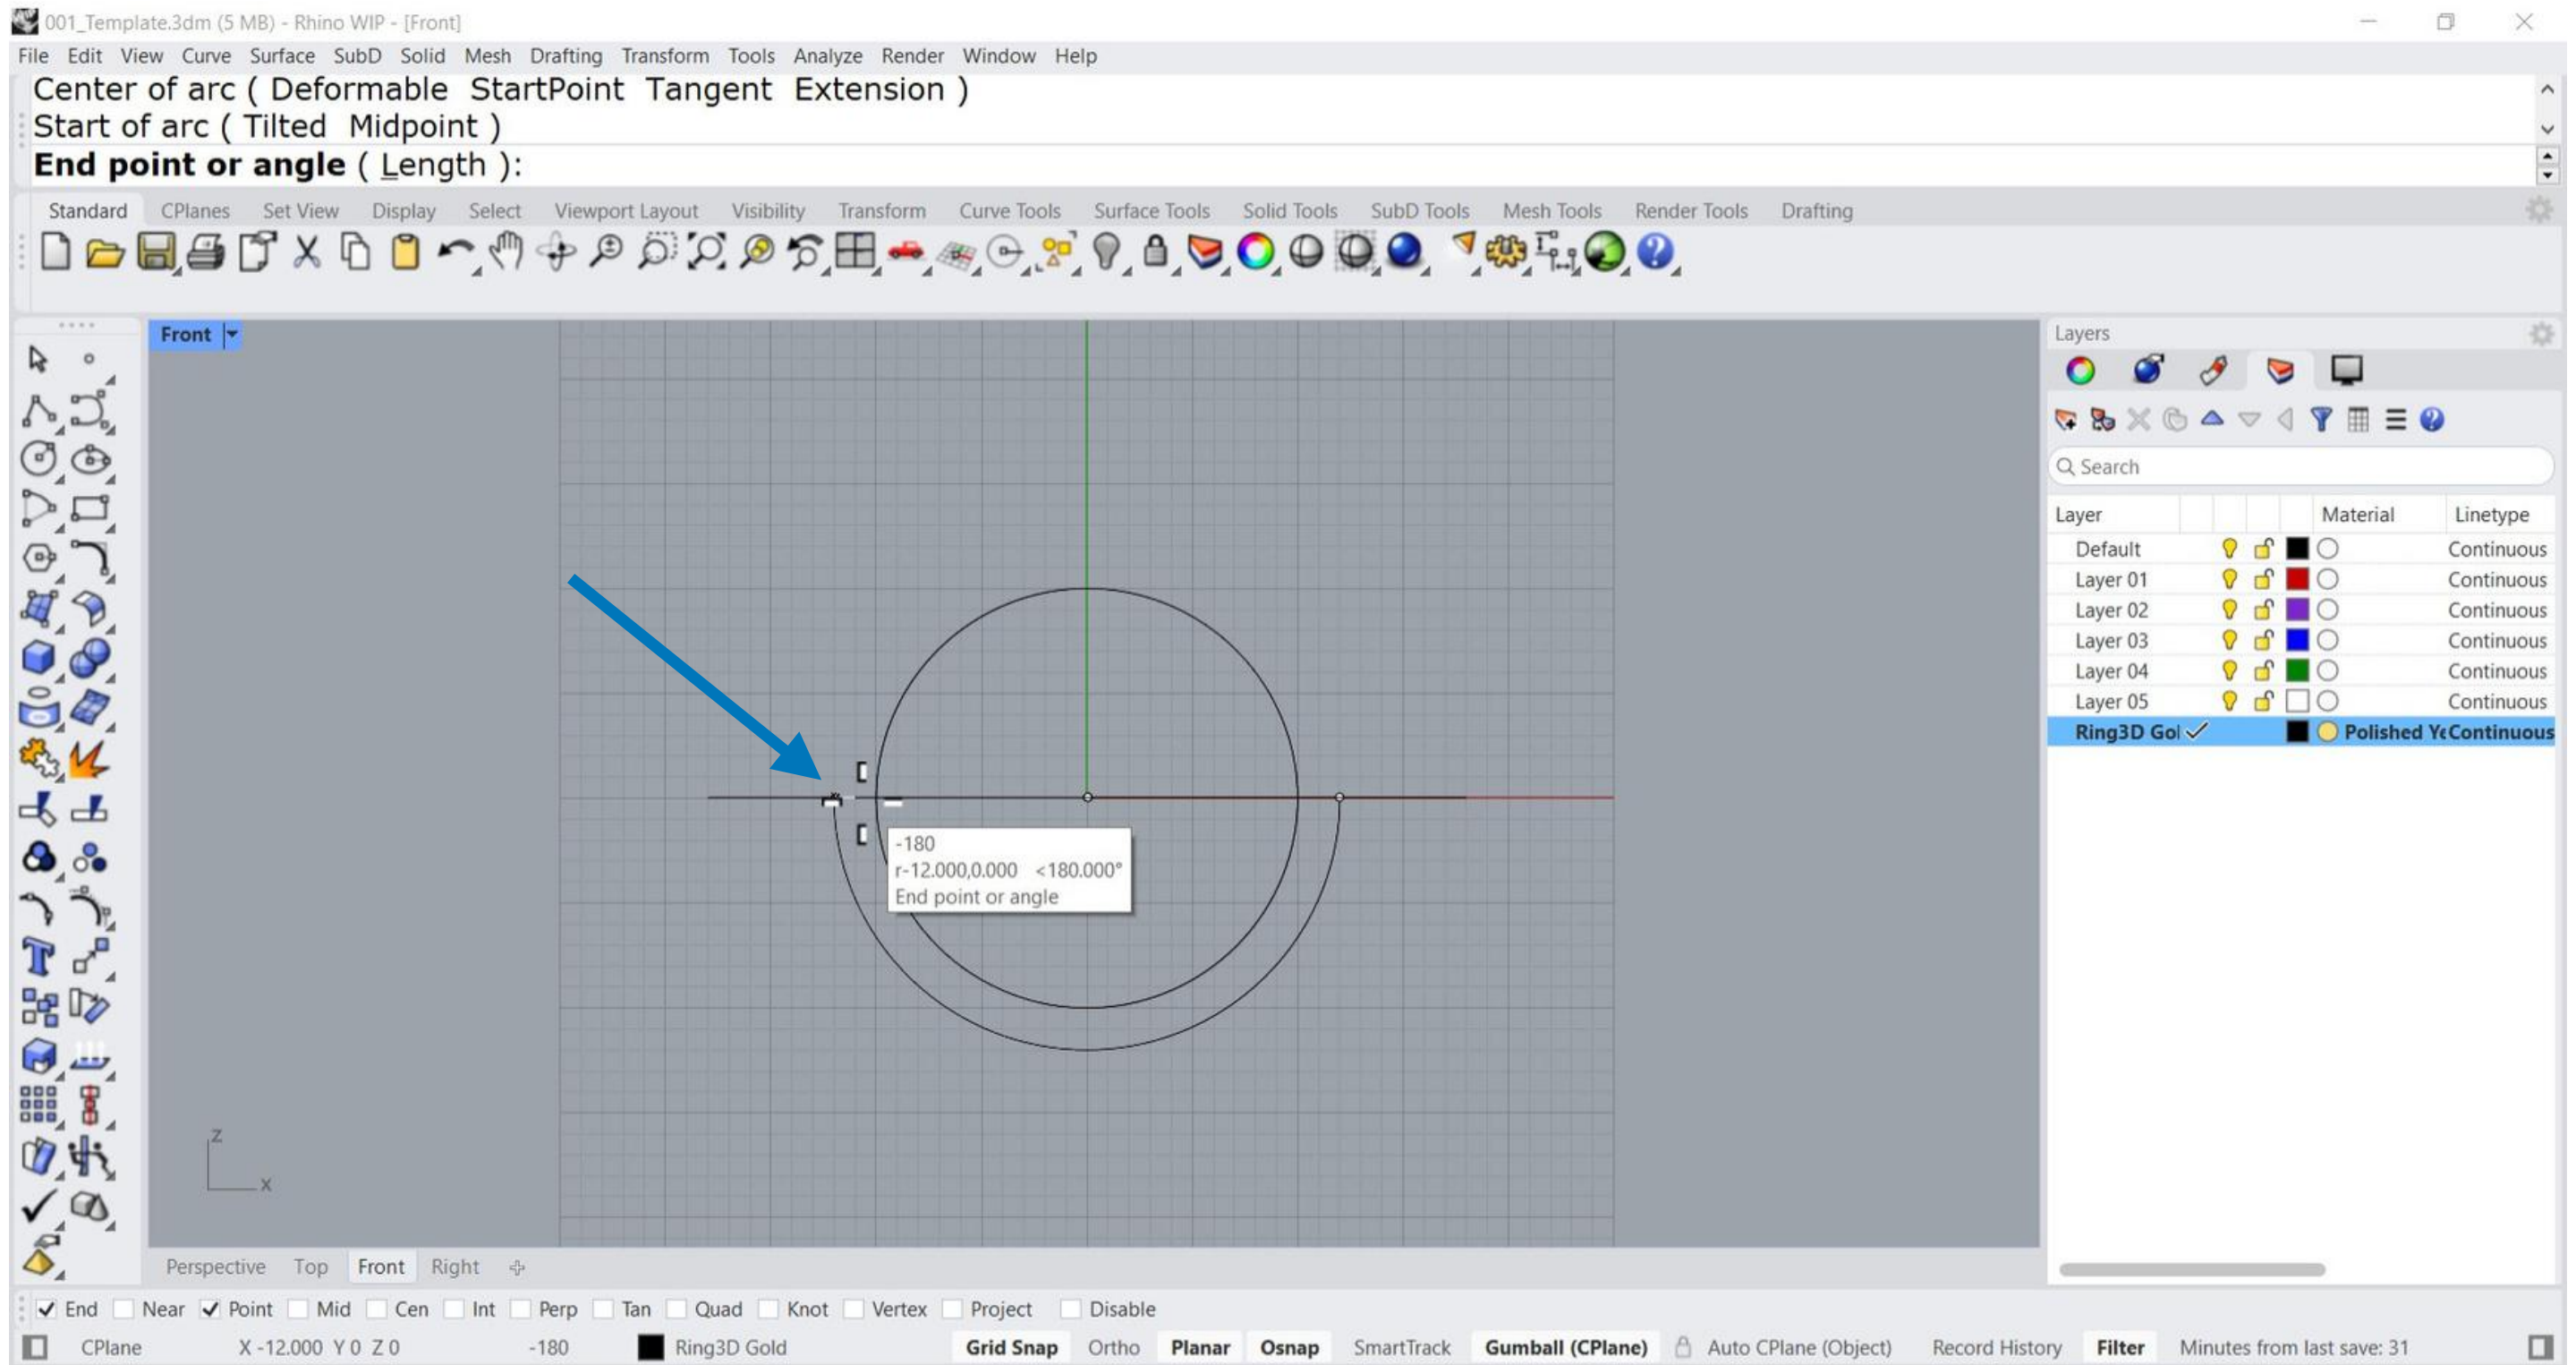 001_Template.3dm (5 MB) - Rhino WIP - [Front]
File Edit View Curve Surface SubD Solid Mesh Drafting Transform Tools Analyze Render Window Help
Center of arc ( Deformable StartPoint Tangent Extension )
Start of arc ( Tilted Midpoint )
End point or angle ( Length ):
Standard CPlanes Set View Display Select Viewport Layout Visibility Transform Curve Tools Surface Tools Solid Tools SubD Tools Mesh Tools Render Tools Drafting
Front
Layers
Search
Layer Material Linetype
Default Continuous
Layer 01 Continuous
Layer 02 Continuous
Layer 03 Continuous
Layer 04 Continuous
Layer 05 Continuous
Ring3D Gol Polished Ye Continuous
-180
r-12.000,0.000 <180.000°
End point or angle
z
x
Perspective Top Front Right
End Near Point Mid Cen Int Perp Tan Quad Knot Vertex Project Disable
CPlane X -12.000 Y 0 Z 0 -180 Ring3D Gold Grid Snap Ortho Planar Osnap SmartTrack Gumball (CPlane) Auto CPlane (Object) Record History Filter Minutes from last save: 31